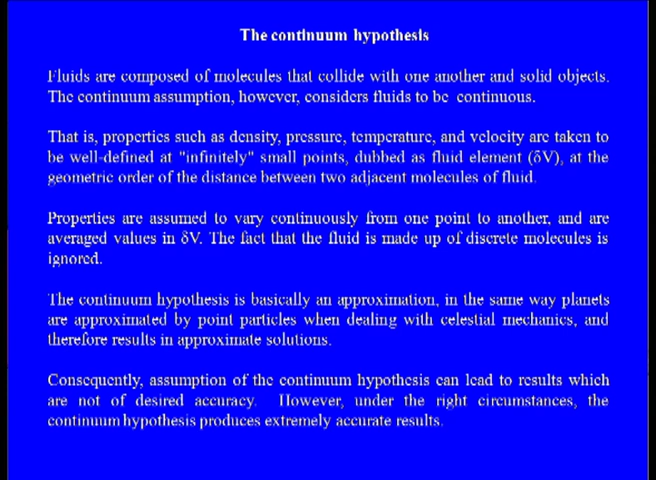 The continuum hypothesis
Fluids are composed of molecules that collide with one another and solid objects.
The continuum assumption, however, considers fluids to be continuous.
That is, properties such as density, pressure, temperature, and velocity are taken to
be well-defined at "infinitely" small points, dubbed as fluid element (δV), at the
geometric order of the distance between two adjacent molecules of fluid.
Properties are assumed to vary continuously from one point to another, and are
averaged values in δV. The fact that the fluid is made up of discrete molecules is
ignored.
The continuum hypothesis is basically an approximation, in the same way planets
are approximated by point particles when dealing with celestial mechanics, and
therefore results in approximate solutions.
Consequently, assumption of the continuum hypothesis can lead to results which
are not of desired accuracy. However, under the right circumstances, the
continuum hypothesis produces extremely accurate results.